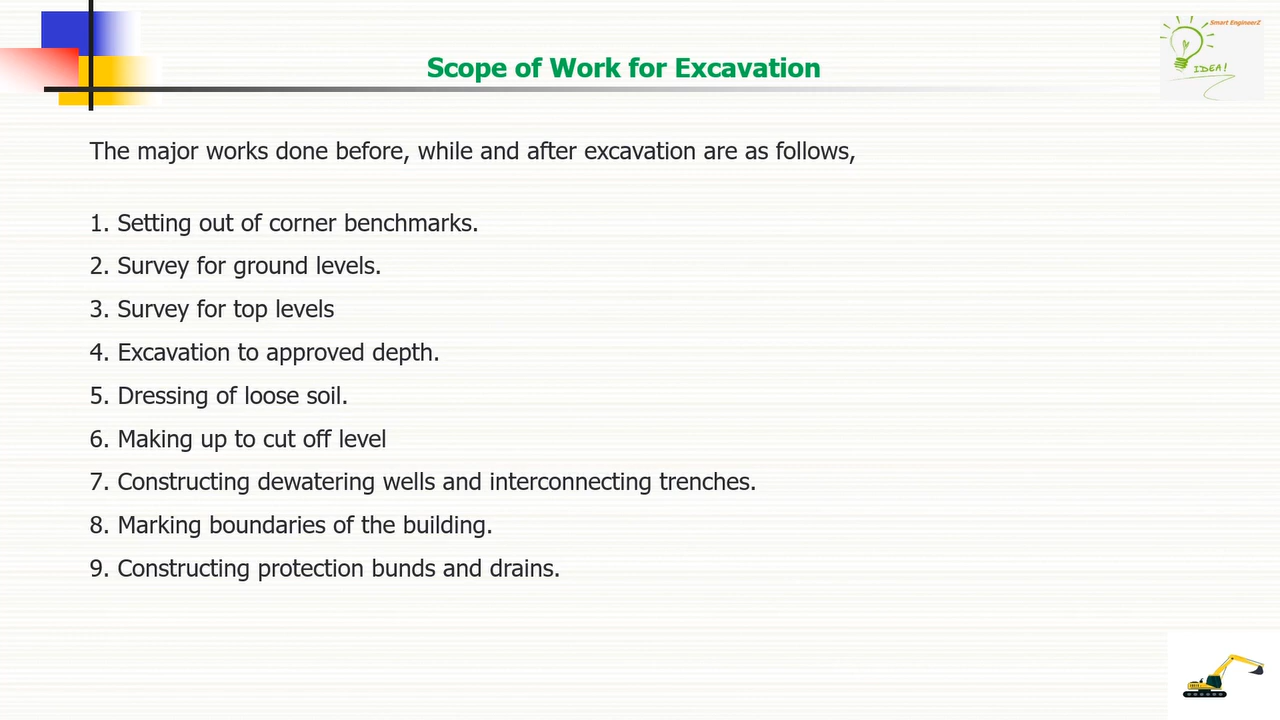 Smart EngineerZ
IDEA!
Scope of Work for Excavation
The major works done before, while and after excavation are as follows,
1. Setting out of corner benchmarks.
2. Survey for ground levels.
3. Survey for top levels
4. Excavation to approved depth.
5. Dressing of loose soil.
6. Making up to cut off level
7. Constructing dewatering wells and interconnecting trenches.
8. Marking boundaries of the building.
9. Constructing protection bunds and drains.